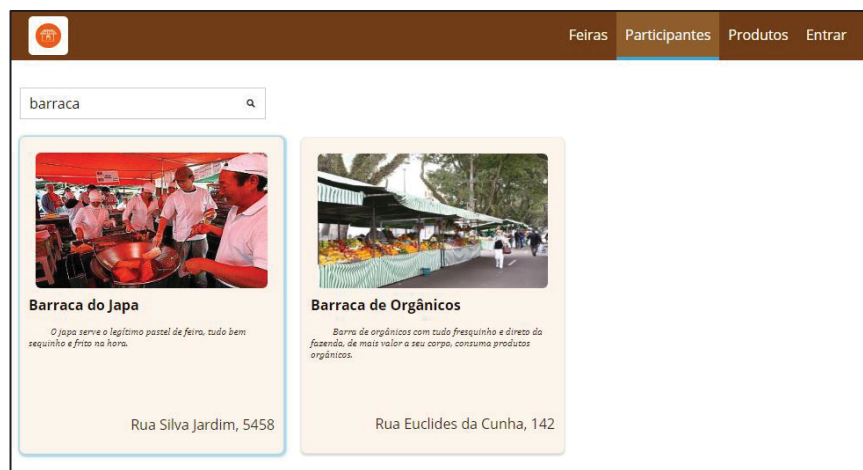 Feiras Participantes Produtos Entrar
barraca
Barraca do Japa
O japa serve o legítimo pastel de feira, tudo bem
sequinho e frito na hora.
Rua Silva Jardim, 5458
Barraca de Orgânicos
Barra de orgânicos com tudo fresquinho e direto da
fazenda, de mais valor a seu corpo, consuma produtos
orgânicos.
Rua Euclides da Cunha, 142